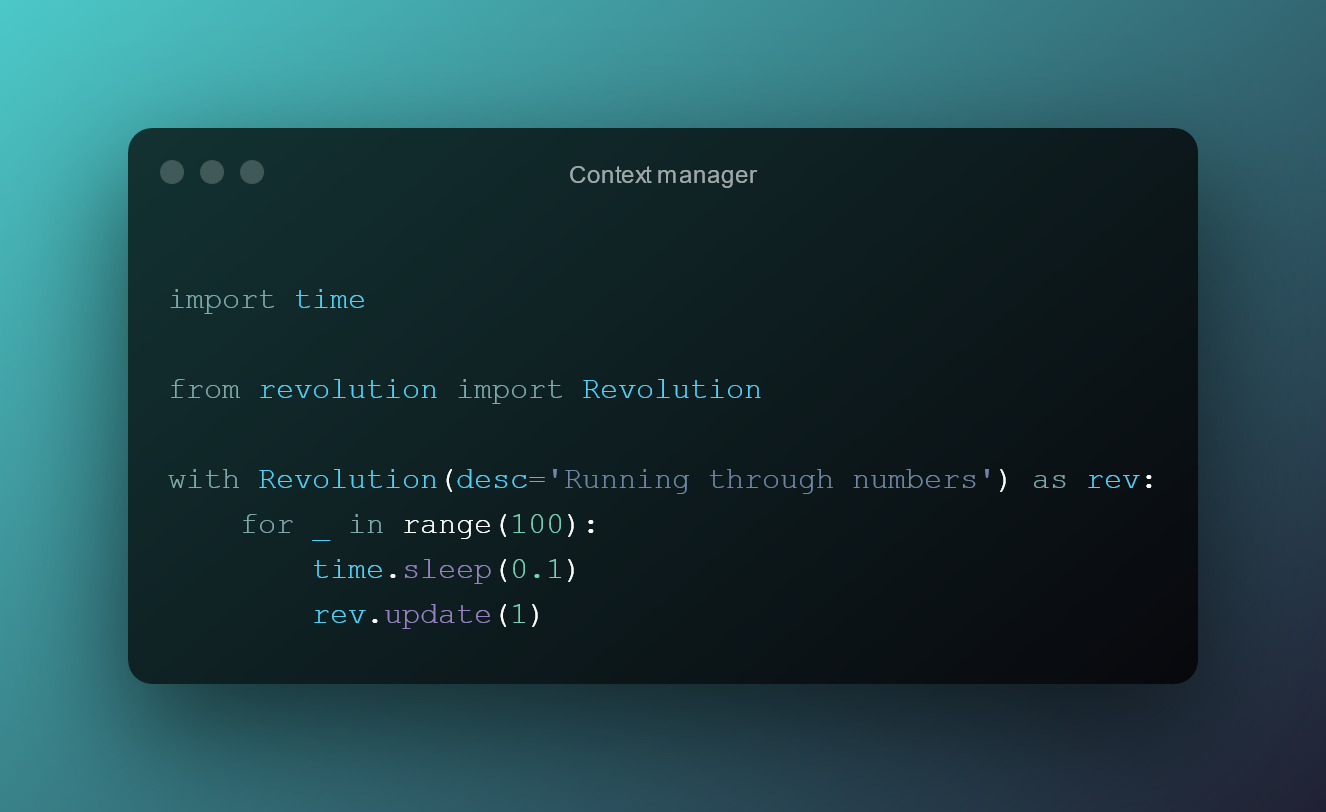 Context manager
import time
from revolution import Revolution
with Revolution(desc='Running through numbers') as rev:
    for _ in range(100):
        time.sleep(0.1)
        rev.update(1)